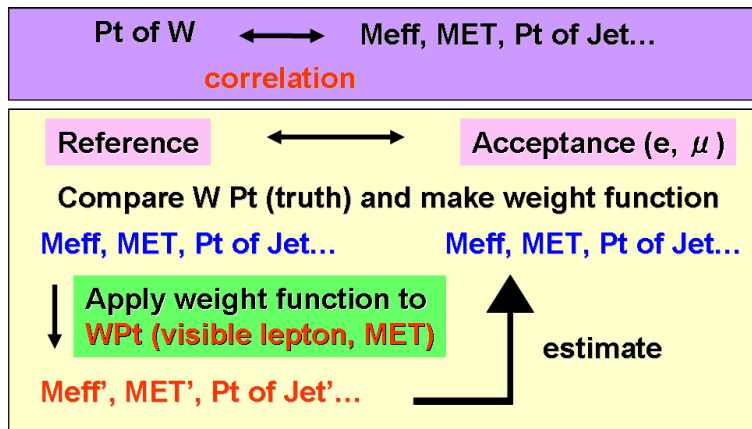 Pt of W Meff, MET, Pt of Jet…
correlation
Reference Acceptance (e, μ)
Compare W Pt (truth) and make weight function
Meff, MET, Pt of Jet… Meff, MET, Pt of Jet…
Apply weight function to
WPt (visible lepton, MET)
estimate
Meff’, MET’, Pt of Jet’…